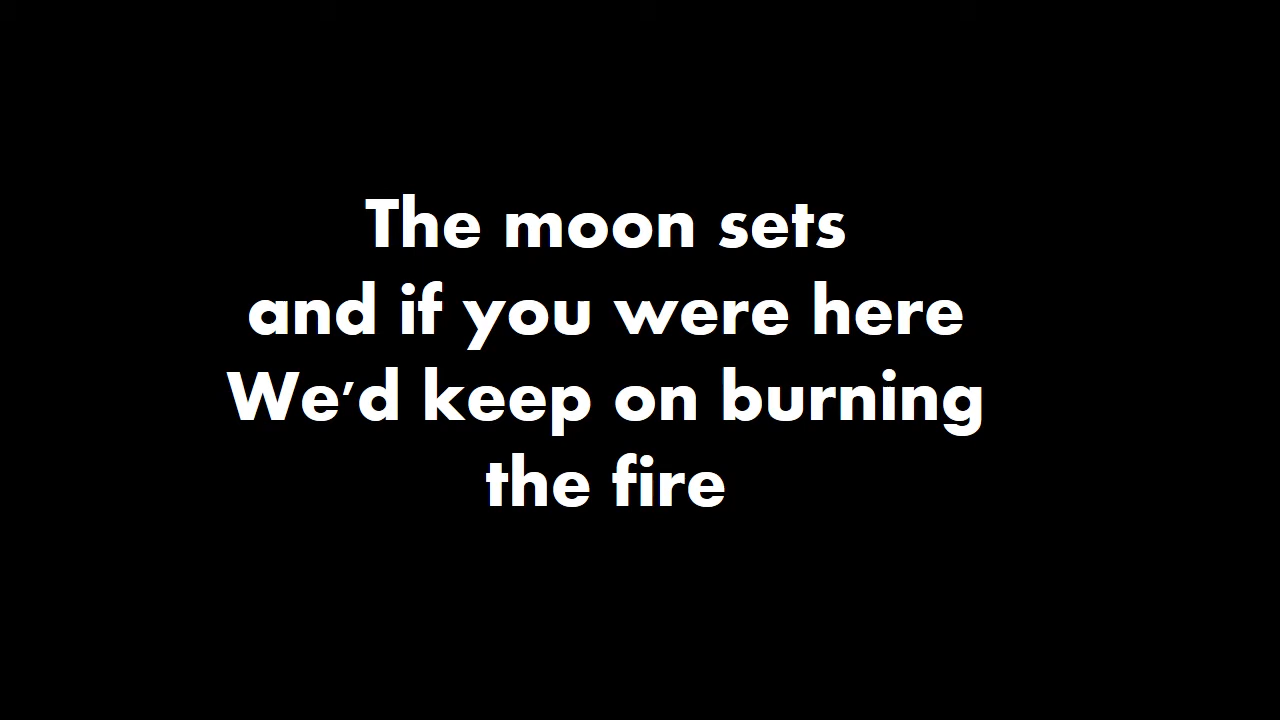 The moon sets
and if you were here
We'd keep on burning
the fire